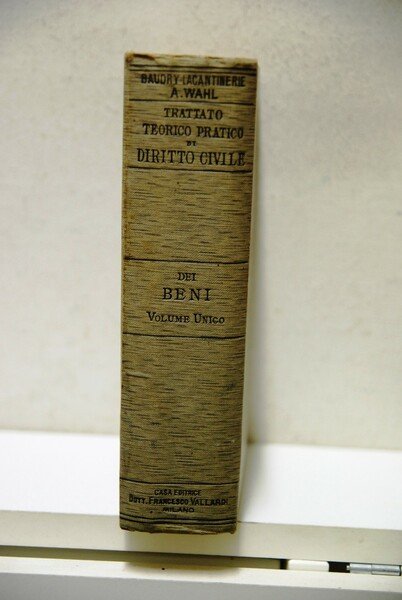 BAUDRY-LACANTINERIE
A. WAHL
TRATTATO
TEORICO PRATICO
DI
DIRITTO CIVILE
DEI
BENI
VOLUME UNICO
CASA EDITRICE
DOTT. FRANCESCO VALLARDI
MILANO